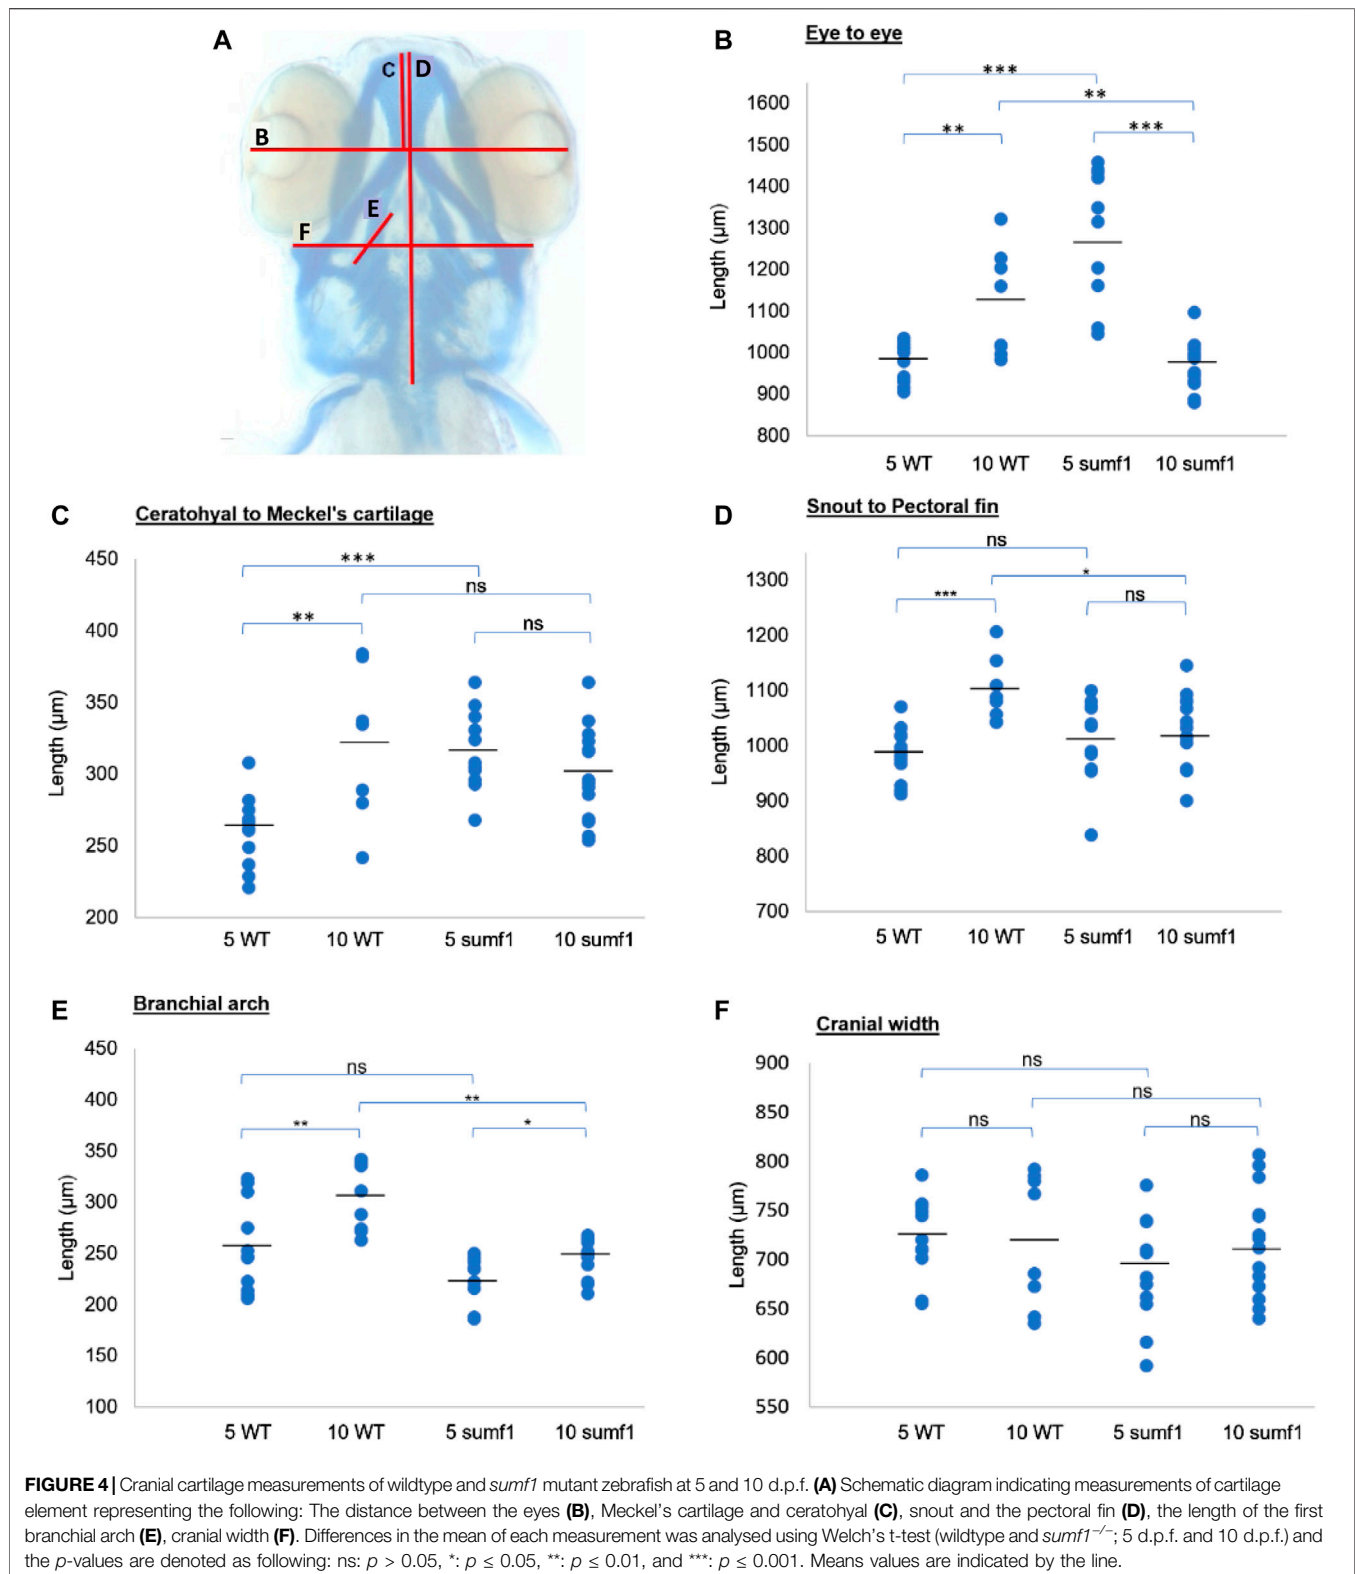 A
C D
B
E
F
B
Eye to eye
***
**
**
***
Length (µm)
1600
1500
1400
1300
1200
1100
1000
900
800
5 WT 10 WT 5 sumf1 10 sumf1
C
Ceratohyal to Meckel's cartilage
***
ns
**
ns
Length (µm)
450
400
350
300
250
200
5 WT 10 WT 5 sumf1 10 sumf1
D
Snout to Pectoral fin
ns
*
***
ns
Length (µm)
1300
1200
1100
1000
900
800
700
5 WT 10 WT 5 sumf1 10 sumf1
E
Branchial arch
ns
**
**
*
Length (µm)
450
400
350
300
250
200
150
100
5 WT 10 WT 5 sumf1 10 sumf1
F
Cranial width
ns
ns
ns
ns
Length (µm)
900
850
800
750
700
650
600
550
5 WT 10 WT 5 sumf1 10 sumf1
FIGURE 4 | Cranial cartilage measurements of wildtype and sumf1 mutant zebrafish at 5 and 10 d.p.f. (A) Schematic diagram indicating measurements of cartilage
element representing the following: The distance between the eyes (B), Meckel's cartilage and ceratohyal (C), snout and the pectoral fin (D), the length of the first
branchial arch (E), cranial width (F). Differences in the mean of each measurement was analysed using Welch's t-test (wildtype and sumf1−/−; 5 d.p.f. and 10 d.p.f.) and
the p-values are denoted as following: ns: p > 0.05, *: p ≤ 0.05, **: p ≤ 0.01, and ***: p ≤ 0.001. Means values are indicated by the line.